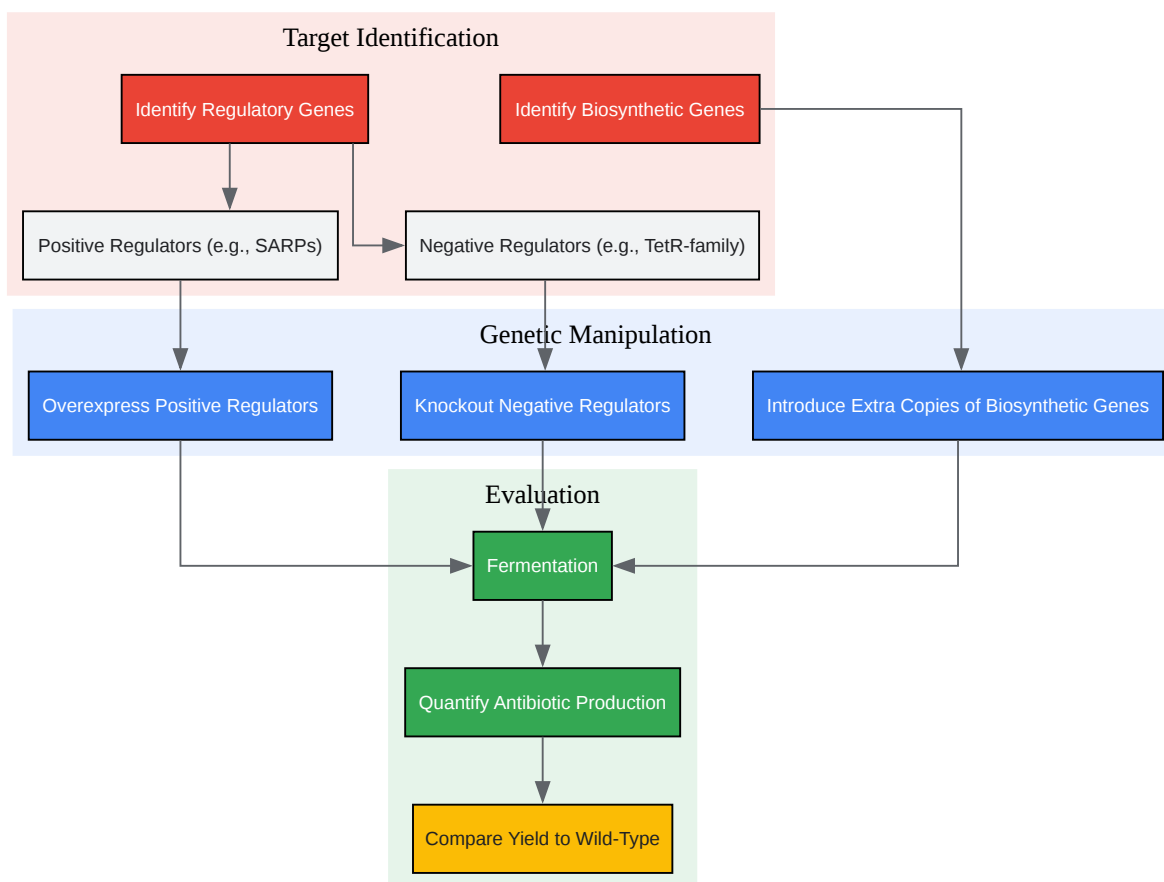 Target Identification
Identify Regulatory Genes
Identify Biosynthetic Genes
Positive Regulators (e.g., SARPs)
Negative Regulators (e.g., TetR-family)
Genetic Manipulation
Overexpress Positive Regulators
Knockout Negative Regulators
Introduce Extra Copies of Biosynthetic Genes
Evaluation
Fermentation
Quantify Antibiotic Production
Compare Yield to Wild-Type